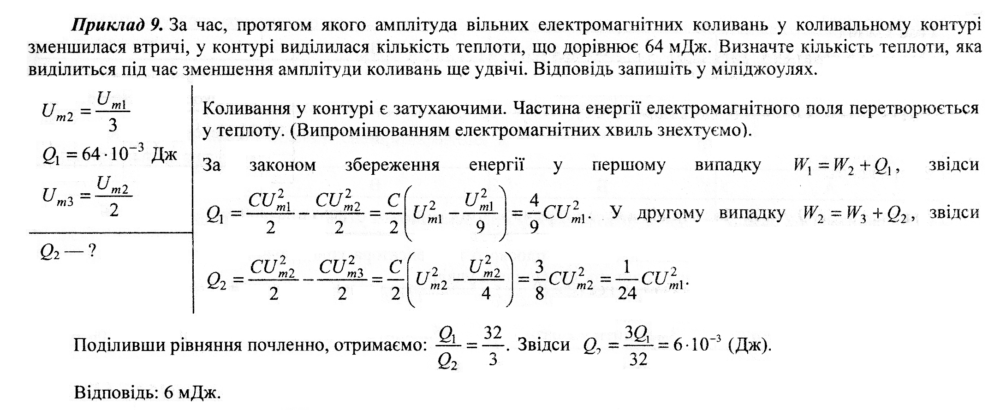 Приклад 9. За час, протягом якого амплітуда вільних електромагнітних коливань у коливальному контурі
зменшилася втричі, у контурі виділилася кількість теплоти, що дорівнює 64 мДж. Визначте кількість теплоти, яка
виділиться під час зменшення амплітуди коливань ще удвічі. Відповідь запишіть у міліджоулях.
U_{m2} = \frac{U_{m1}}{3}
Q_1 = 64·10^{-3} Дж
U_{m3} = \frac{U_{m2}}{2}
Q_2 — ?
Коливання у контурі є затухаючими. Частина енергії електромагнітного поля перетворюється
у теплоту. (Випромінюванням електромагнітних хвиль знехтуємо).
За законом збереження енергії у першому випадку W_1 = W_2 + Q_1, звідси
Q_1 = \frac{CU_{m1}^2}{2} - \frac{CU_{m2}^2}{2} = \frac{C}{2}\left(U_{m1}^2 - \frac{U_{m1}^2}{9}\right) = \frac{4}{9}CU_{m1}^2. У другому випадку W_2 = W_3 + Q_2, звідси
Q_2 = \frac{CU_{m2}^2}{2} - \frac{CU_{m3}^2}{2} = \frac{C}{2}\left(U_{m2}^2 - \frac{U_{m2}^2}{4}\right) = \frac{3}{8}CU_{m2}^2 = \frac{1}{24}CU_{m1}^2.
Поділивши рівняння почленно, отримаємо: \frac{Q_1}{Q_2} = \frac{32}{3}. Звідси Q_2 = \frac{3Q_1}{32} = 6·10^{-3} (Дж).
Відповідь: 6 мДж.